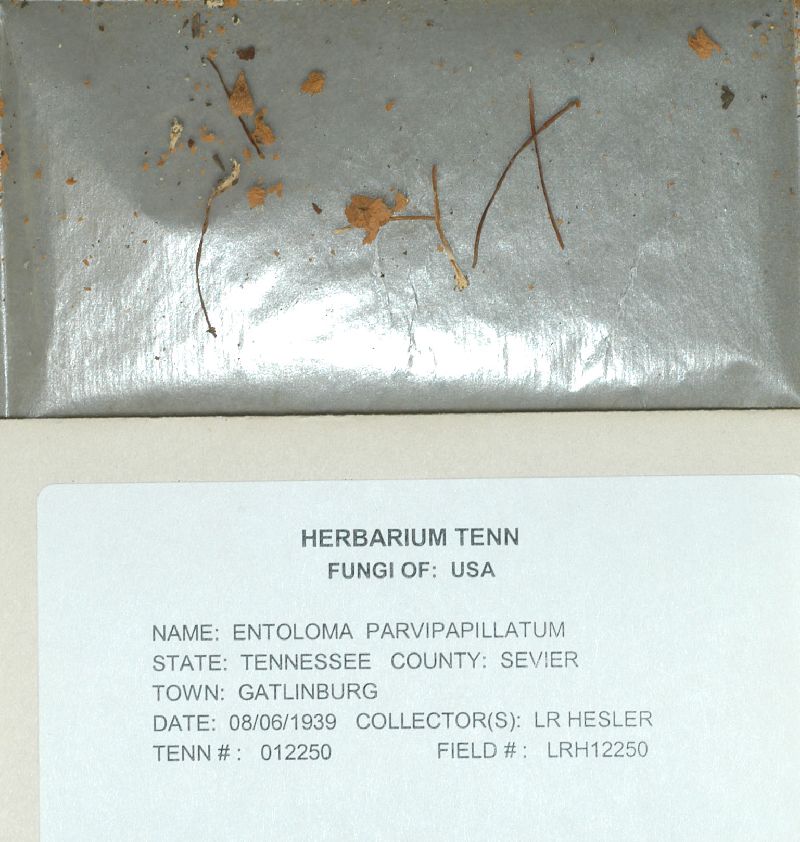 HERBARIUM TENN
FUNGI OF: USA
NAME: ENTOLOMA PARVIPAPILLATUM
STATE: TENNESSEE COUNTY: SEVIER
TOWN: GATLINBURG
DATE: 08/06/1939 COLLECTOR(S): LR HESLER
TENN # : 012250 FIELD # : LRH12250